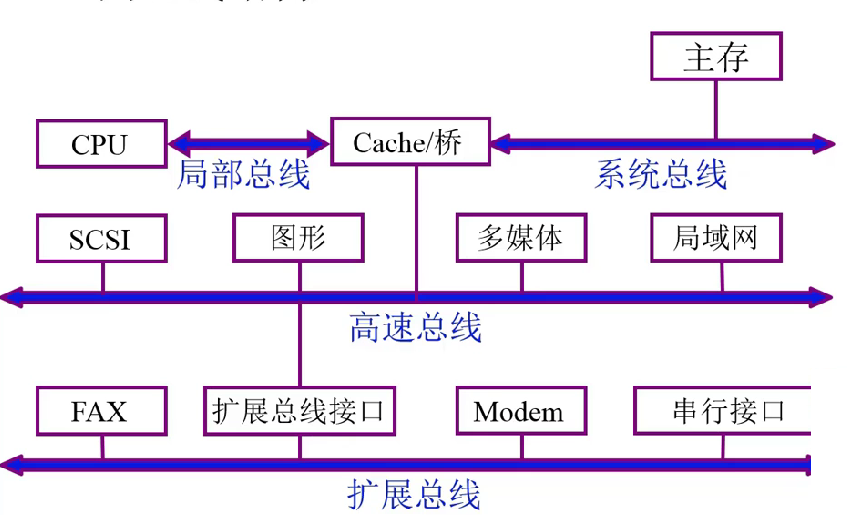 主存
CPU
Cache/桥
局部总线
系统总线
SCSI
图形
多媒体
局域网
高速总线
FAX
扩展总线接口
Modem
串行接口
扩展总线